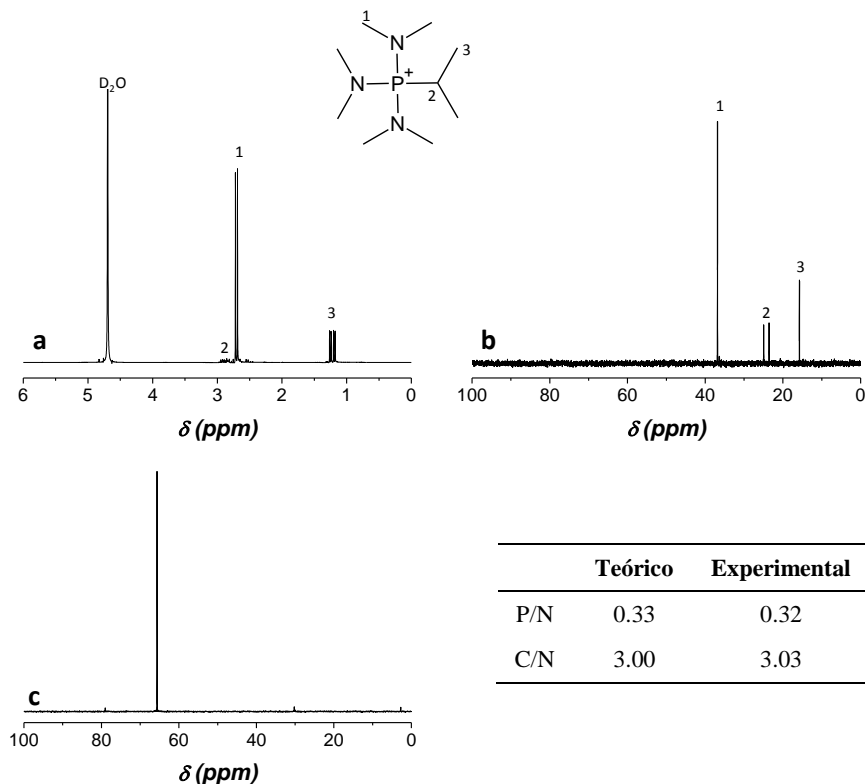 1
N
3
D₂O
N
P⁺
2
1
1
N
3
2
3
2
a
b
6 5 4 3 2 1 0
100 80 60 40 20 0
δ (ppm)
δ (ppm)
Teórico Experimental
P/N 0.33 0.32
C/N 3.00 3.03
c
100 80 60 40 20 0
δ (ppm)